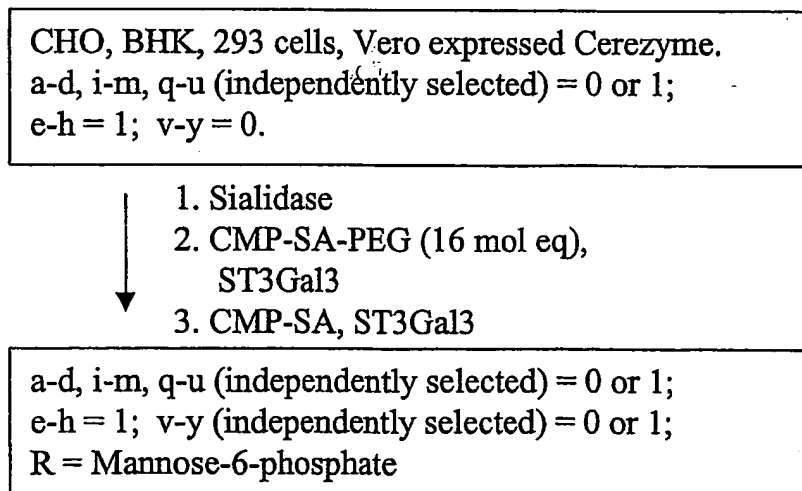 CHO, BHK, 293 cells, Vero expressed Cerezyme.
a-d, i-m, q-u (independently selected) = 0 or 1;
e-h = 1; v-y = 0.
1. Sialidase
2. CMP-SA-PEG (16 mol eq),
ST3Gal3
3. CMP-SA, ST3Gal3
a-d, i-m, q-u (independently selected) = 0 or 1;
e-h = 1; v-y (independently selected) = 0 or 1;
R = Mannose-6-phosphate